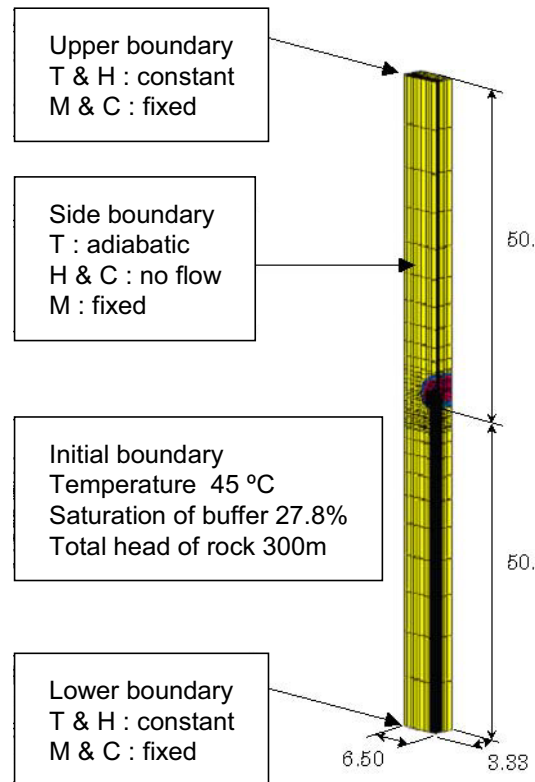 Upper boundary
T & H : constant
M & C : fixed
50.
Side boundary
T : adiabatic
H & C : no flow
M : fixed
Initial boundary
Temperature 45 ºC
Saturation of buffer 27.8%
Total head of rock 300m
50.
Lower boundary
T & H : constant
M & C : fixed
6.50
3.33